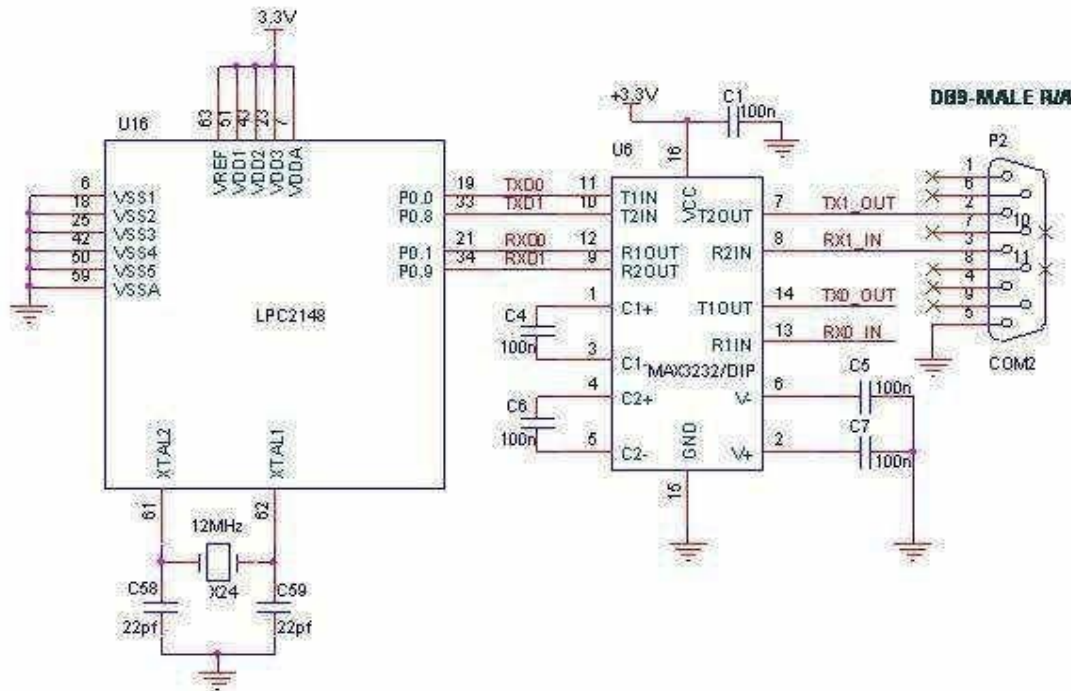 3.3V
U16
63
51
43
23
7
VREF
VDD1
VDD2
VDD3
VDDA
6 VSS1
18 VSS2
25 VSS3
42 VSS4
50 VSS5
59 VSSA
LPC2148
P0.0 19 TXD0
P0.8 33 TXD1
P0.1 21 RXD0
P0.9 34 RXD1
XTAL2
XTAL1
61
62
12MHz
X24
C58
22pf
C59
22pf
+3.3V
C1
100n
U6
16
VCC
11 T1IN
10 T2IN
12 R1OUT
9 R2OUT
1 C1+
C4
100n
3 C1-
4 C2+
C6
100n
5 C2-
MAX3232/DIP
GND
15
T2OUT 7 TX1_OUT
R2IN 8 RX1_IN
T1OUT 14 TX0_OUT
R1IN 13 RX0_IN
V- 6
C5
100n
V+ 2
C7
100n
DB9-MALE R/A
P2
1
6
2
7
10
3
11
8
4
9
5
COM2